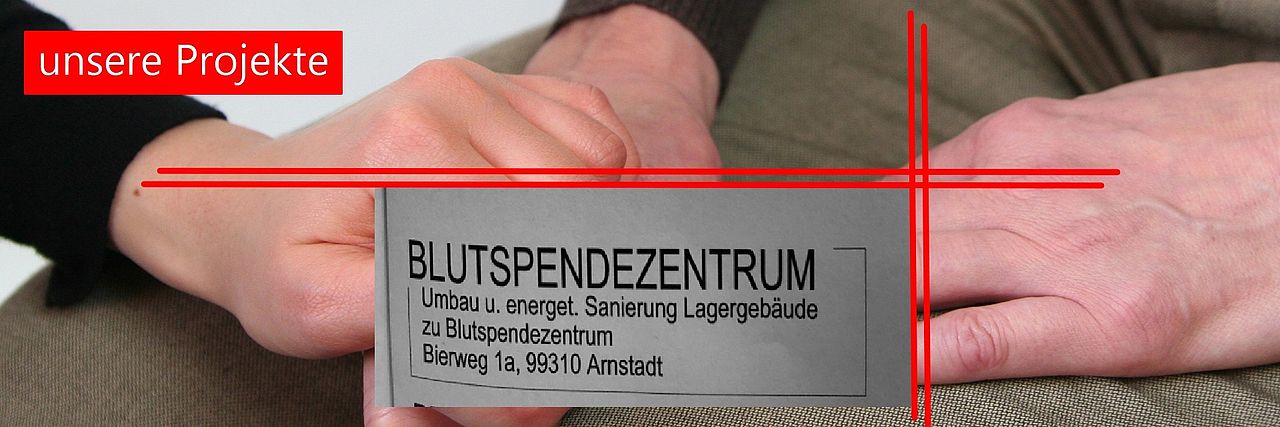 unsere Projekte
BLUTSPENDEZENTRUM
Umbau u. energet. Sanierung Lagergebäude
zu Blutspendezentrum
Bierweg 1a, 99310 Arnstadt